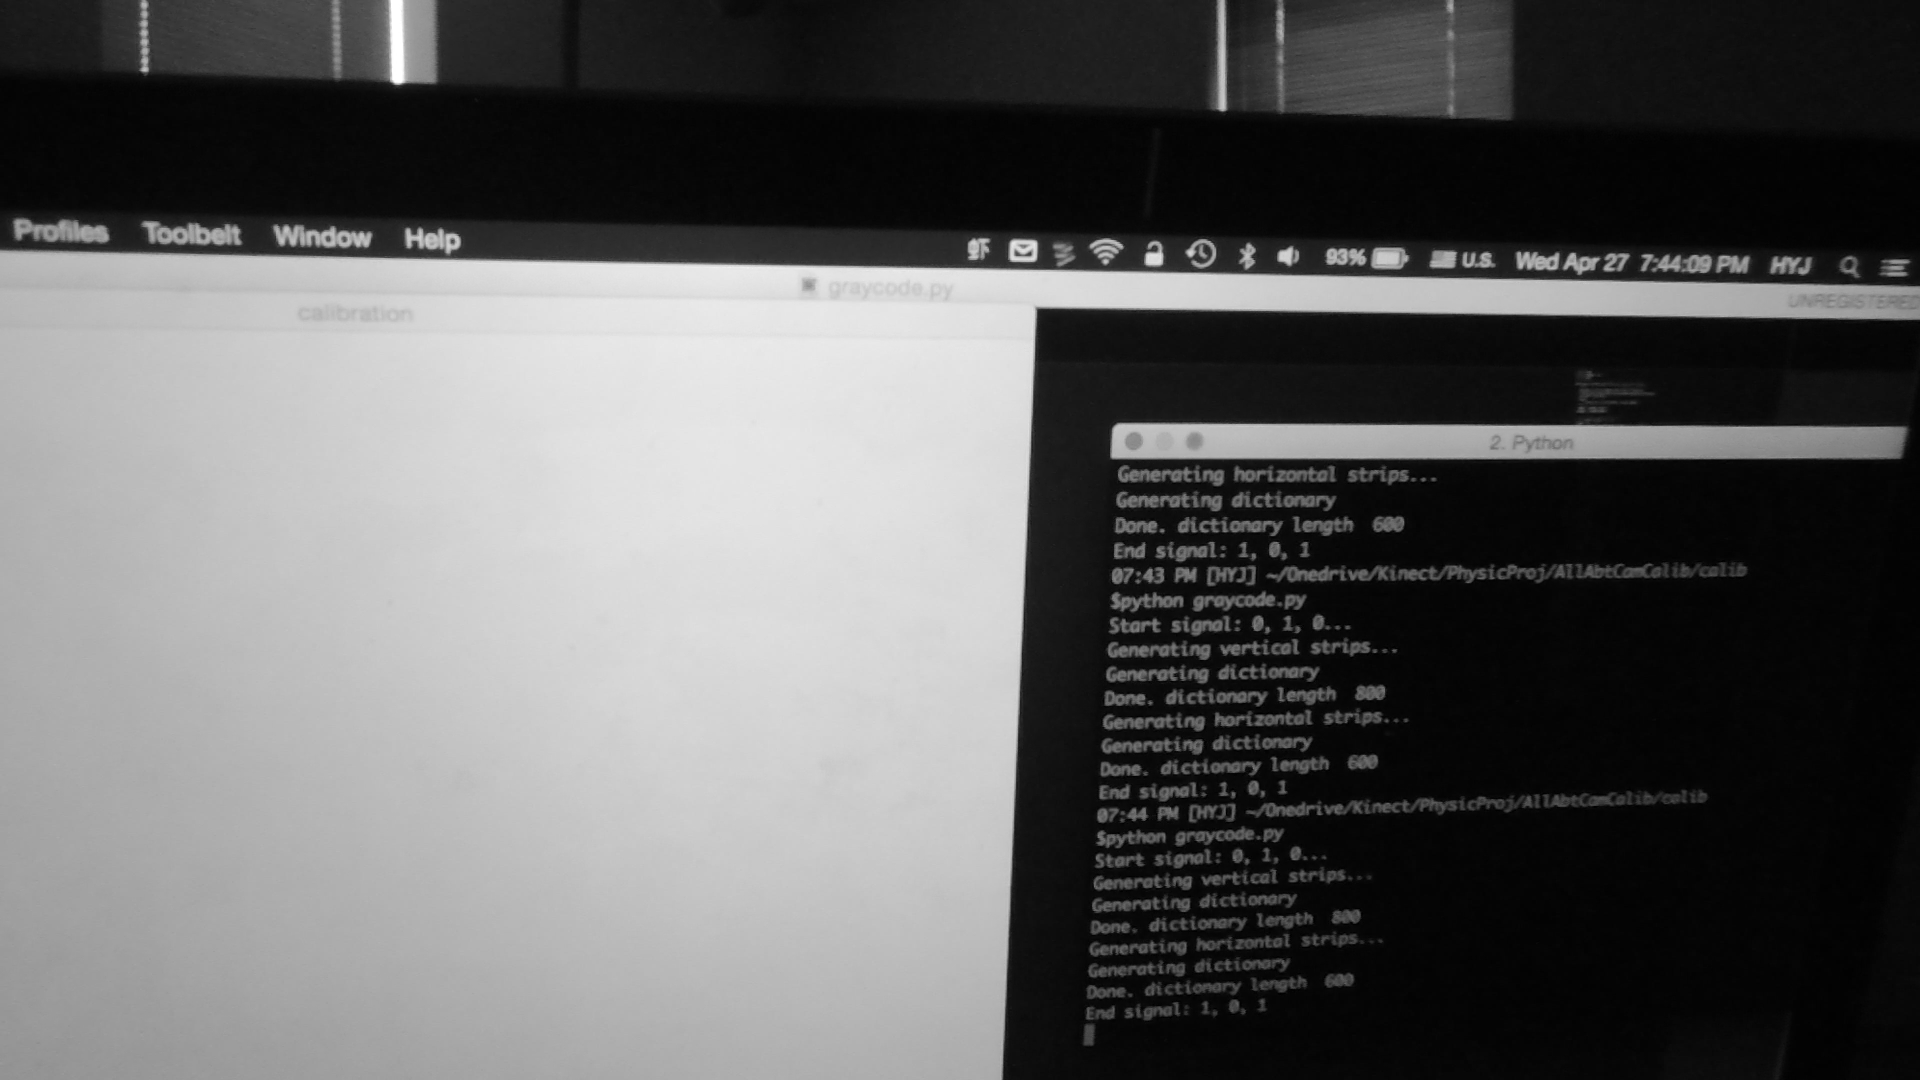 Profiles Toolbelt Window Help 虾 93% U.S. Wed Apr 27 7:44:09 PM HYJ
graycode.py
UNREGISTERED
calibration
2. Python
Generating horizontal strips...
Generating dictionary
Done. dictionary length 600
End signal: 1, 0, 1
07:43 PM [HYJ] ~/Onedrive/Kinect/PhysicProj/AllAbtCamCalib/calib
$python graycode.py
Start signal: 0, 1, 0...
Generating vertical strips...
Generating dictionary
Done. dictionary length 800
Generating horizontal strips...
Generating dictionary
Done. dictionary length 600
End signal: 1, 0, 1
07:44 PM [HYJ] ~/Onedrive/Kinect/PhysicProj/AllAbtCamCalib/calib
$python graycode.py
Start signal: 0, 1, 0...
Generating vertical strips...
Generating dictionary
Done. dictionary length 800
Generating horizontal strips...
Generating dictionary
Done. dictionary length 600
End signal: 1, 0, 1